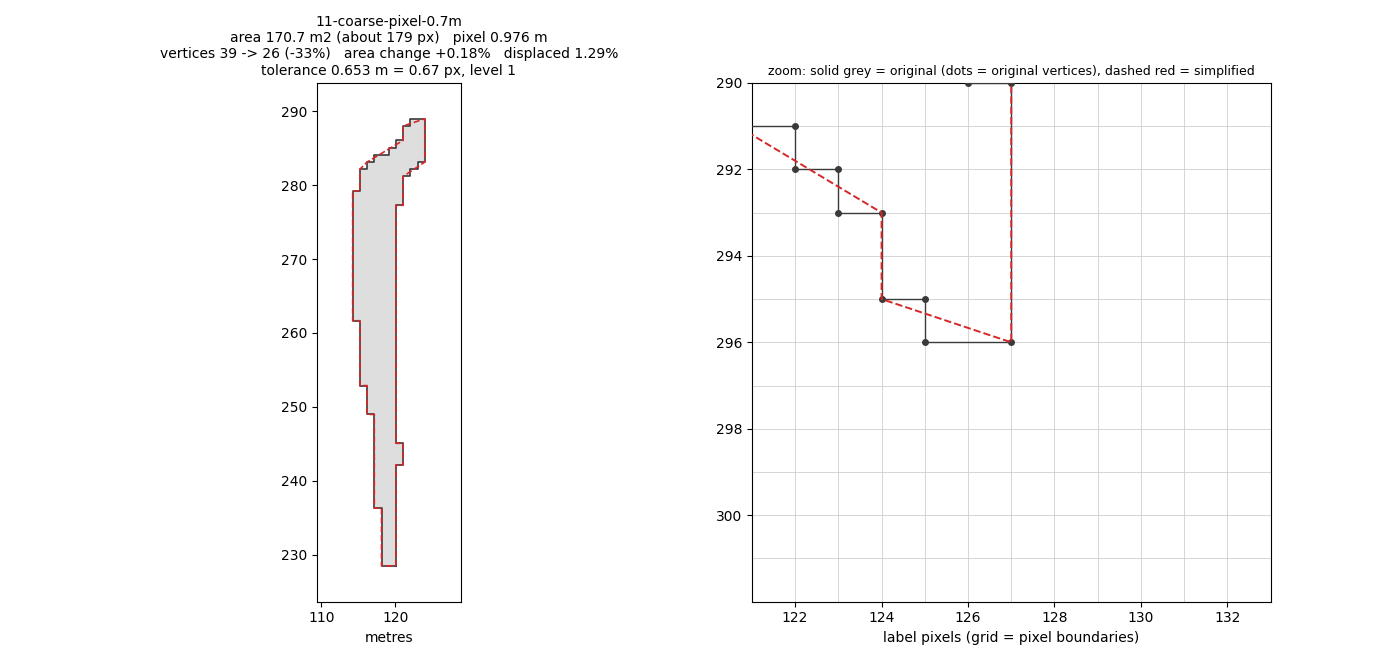 11-coarse-pixel-0.7m
area 170.7 m2 (about 179 px)   pixel 0.976 m
vertices 39 -> 26 (-33%)   area change +0.18%   displaced 1.29%
tolerance 0.653 m = 0.67 px, level 1
290
280
270
260
250
240
230
110 120
metres
zoom: solid grey = original (dots = original vertices), dashed red = simplified
290
292
294
296
298
300
122 124 126 128 130 132
label pixels (grid = pixel boundaries)